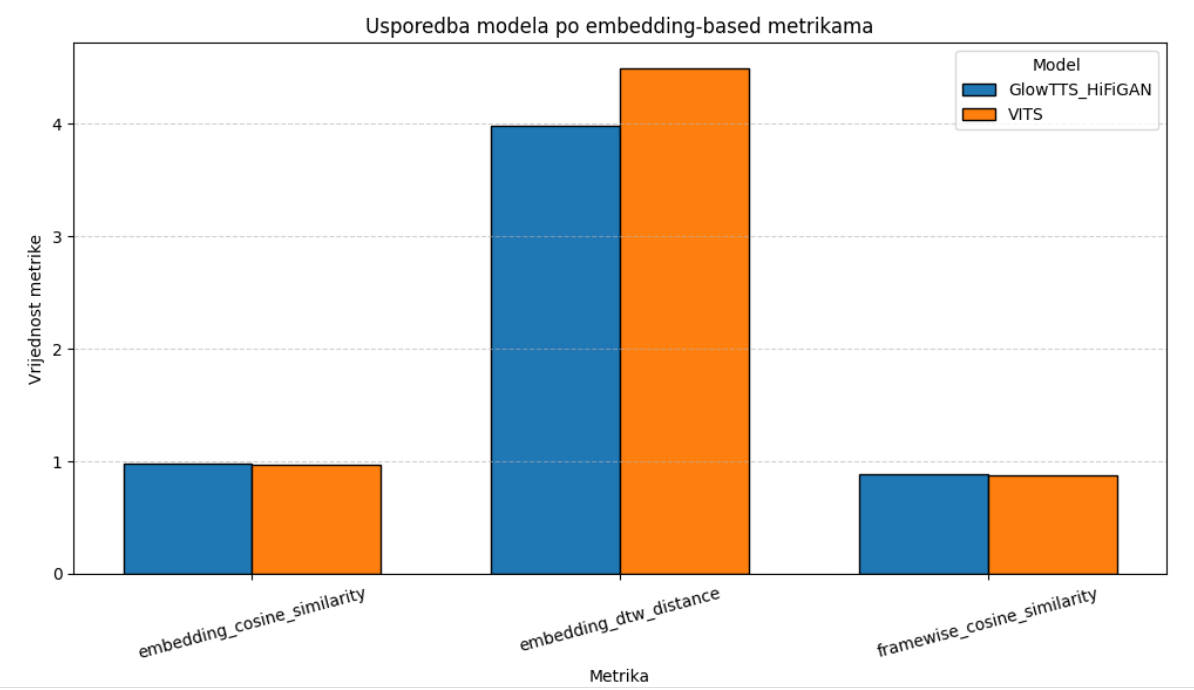 Usporedba modela po embedding-based metrikama
Model
GlowTTS_HiFiGAN
VITS
Vrijednost metrike
4
3
2
1
0
embedding_cosine_similarity
embedding_dtw_distance
framewise_cosine_similarity
Metrika